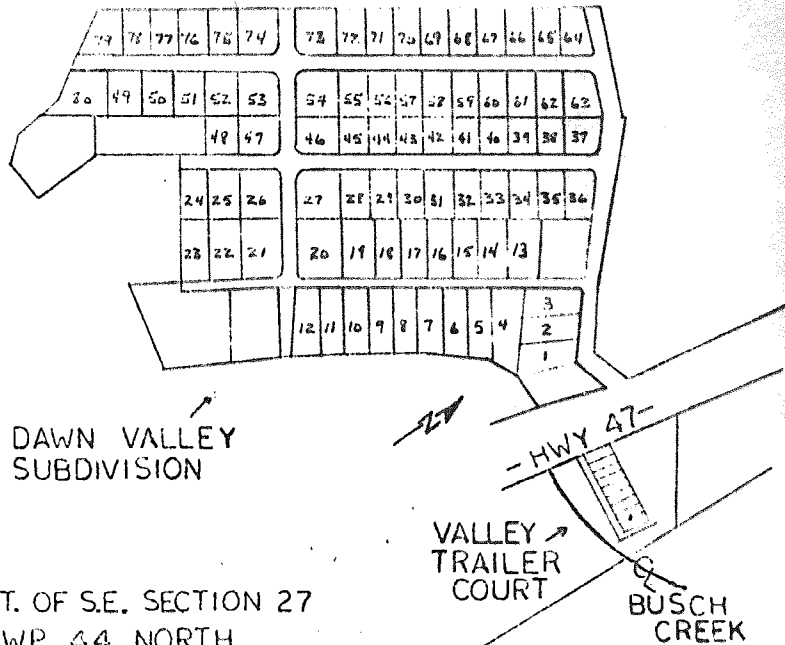 79 78 77 76 75 74 73 72 71 70 69 68 67 66 65 64
80 49 50 51 52 53 54 55 56 57 58 59 60 61 62 63
48 47 46 45 44 43 42 41 40 39 38 37
24 25 26 27 28 29 30 31 32 33 34 35 36
23 22 21 20 19 18 17 16 15 14 13
12 11 10 9 8 7 6 5 4
3
2
1
DAWN VALLEY
SUBDIVISION
N
- HWY 47-
VALLEY
TRAILER
COURT
BUSCH
CREEK
T. OF S.E. SECTION 27
WP. 44 NORTH